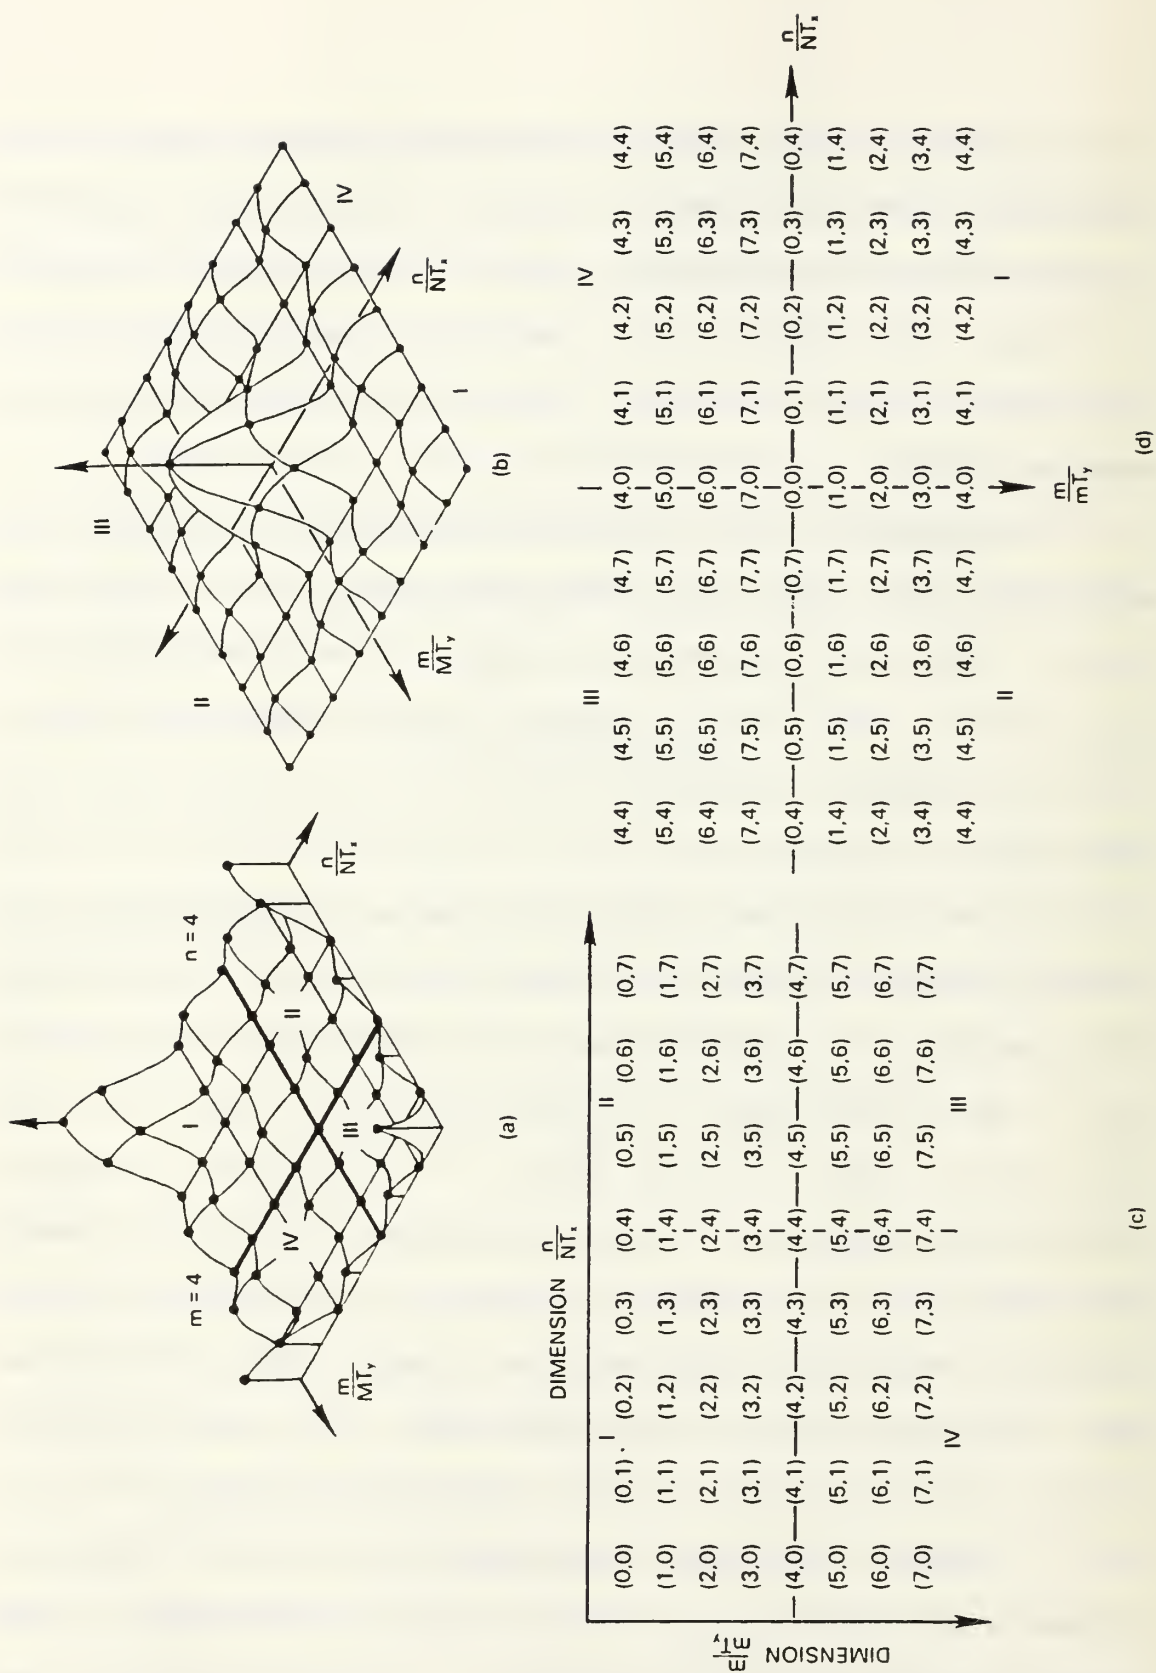 m = 4
n = 4
I
II
IV
III
m
MTy
n
NTx
(a)
III
II
IV
I
m
MTy
n
NTx
(b)
DIMENSION n
NTx
DIMENSION m
mTy
I II
(0,0) (0,1) (0,2) (0,3) (0,4) (0,5) (0,6) (0,7)
(1,0) (1,1) (1,2) (1,3) (1,4) (1,5) (1,6) (1,7)
(2,0) (2,1) (2,2) (2,3) (2,4) (2,5) (2,6) (2,7)
(3,0) (3,1) (3,2) (3,3) (3,4) (3,5) (3,6) (3,7)
(4,0) (4,1) (4,2) (4,3) (4,4) (4,5) (4,6) (4,7)
(5,0) (5,1) (5,2) (5,3) (5,4) (5,5) (5,6) (5,7)
(6,0) (6,1) (6,2) (6,3) (6,4) (6,5) (6,6) (6,7)
(7,0) (7,1) (7,2) (7,3) (7,4) (7,5) (7,6) (7,7)
IV III
(c)
III IV
(4,4) (4,5) (4,6) (4,7) (4,0) (4,1) (4,2) (4,3) (4,4)
(5,4) (5,5) (5,6) (5,7) (5,0) (5,1) (5,2) (5,3) (5,4)
(6,4) (6,5) (6,6) (6,7) (6,0) (6,1) (6,2) (6,3) (6,4)
(7,4) (7,5) (7,6) (7,7) (7,0) (7,1) (7,2) (7,3) (7,4)
(0,4) (0,5) (0,6) (0,7) (0,0) (0,1) (0,2) (0,3) (0,4)
n
NTx
(1,4) (1,5) (1,6) (1,7) (1,0) (1,1) (1,2) (1,3) (1,4)
(2,4) (2,5) (2,6) (2,7) (2,0) (2,1) (2,2) (2,3) (2,4)
(3,4) (3,5) (3,6) (3,7) (3,0) (3,1) (3,2) (3,3) (3,4)
(4,4) (4,5) (4,6) (4,7) (4,0) (4,1) (4,2) (4,3) (4,4)
II I
m
mTy
(d)